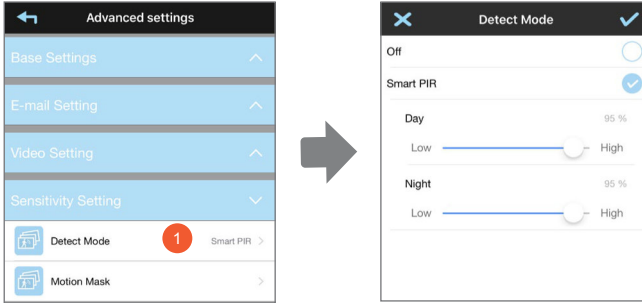 Advanced settings
Base Settings
E-mail Setting
Video Setting
Sensitivity Setting
Detect Mode 1 Smart PIR >
Motion Mask >
Detect Mode
Off
Smart PIR
Day 95 %
Low High
Night 95 %
Low High